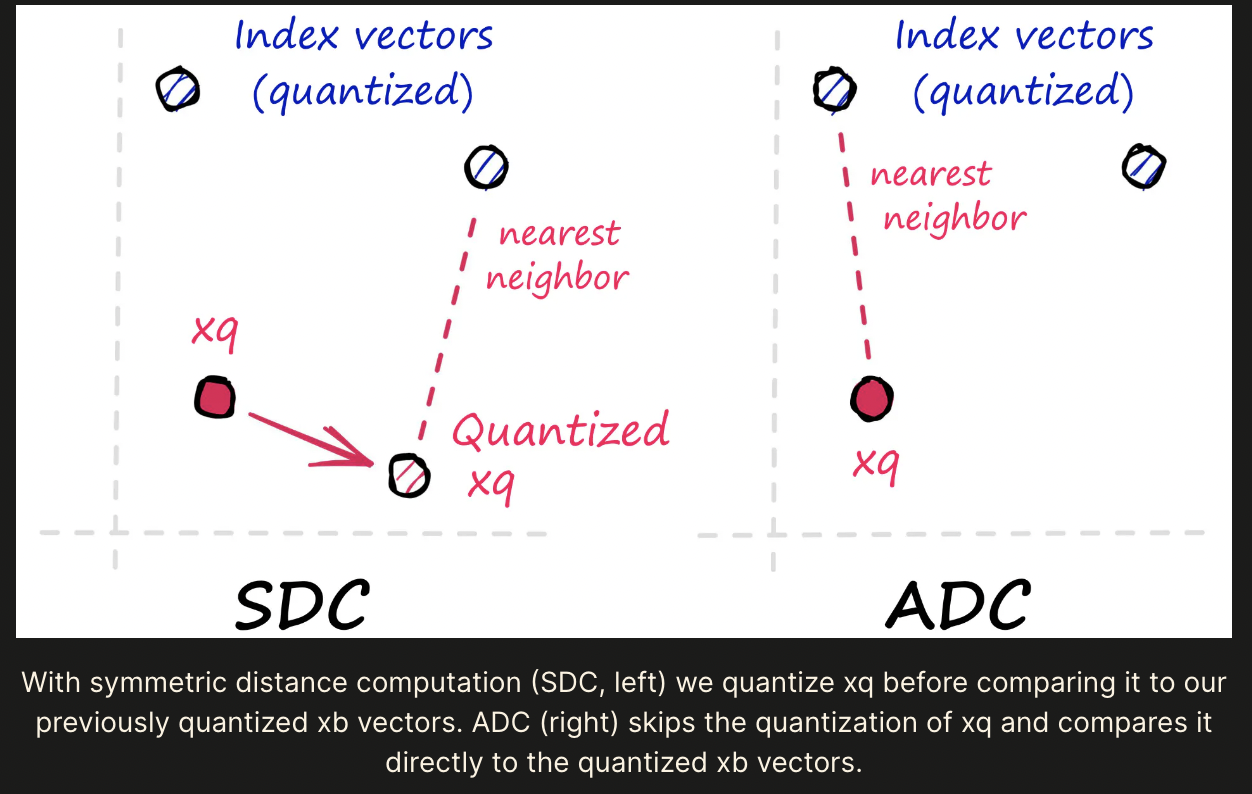 Index vectors
(quantized)
nearest
neighbor
xq
Quantized
xq
SDC
Index vectors
(quantized)
nearest
neighbor
xq
ADC
With symmetric distance computation (SDC, left) we quantize xq before comparing it to our
previously quantized xb vectors. ADC (right) skips the quantization of xq and compares it
directly to the quantized xb vectors.